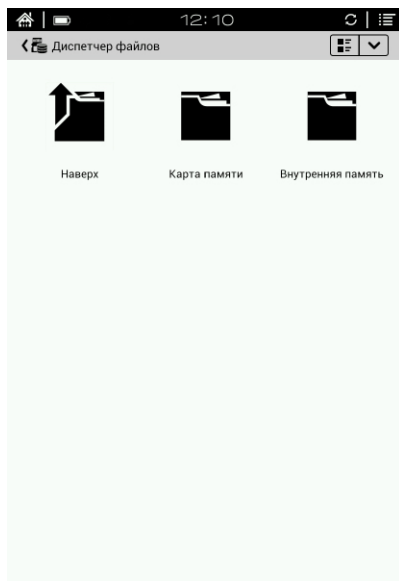 12:10
Диспетчер файлов
Наверх
Карта памяти
Внутренняя память